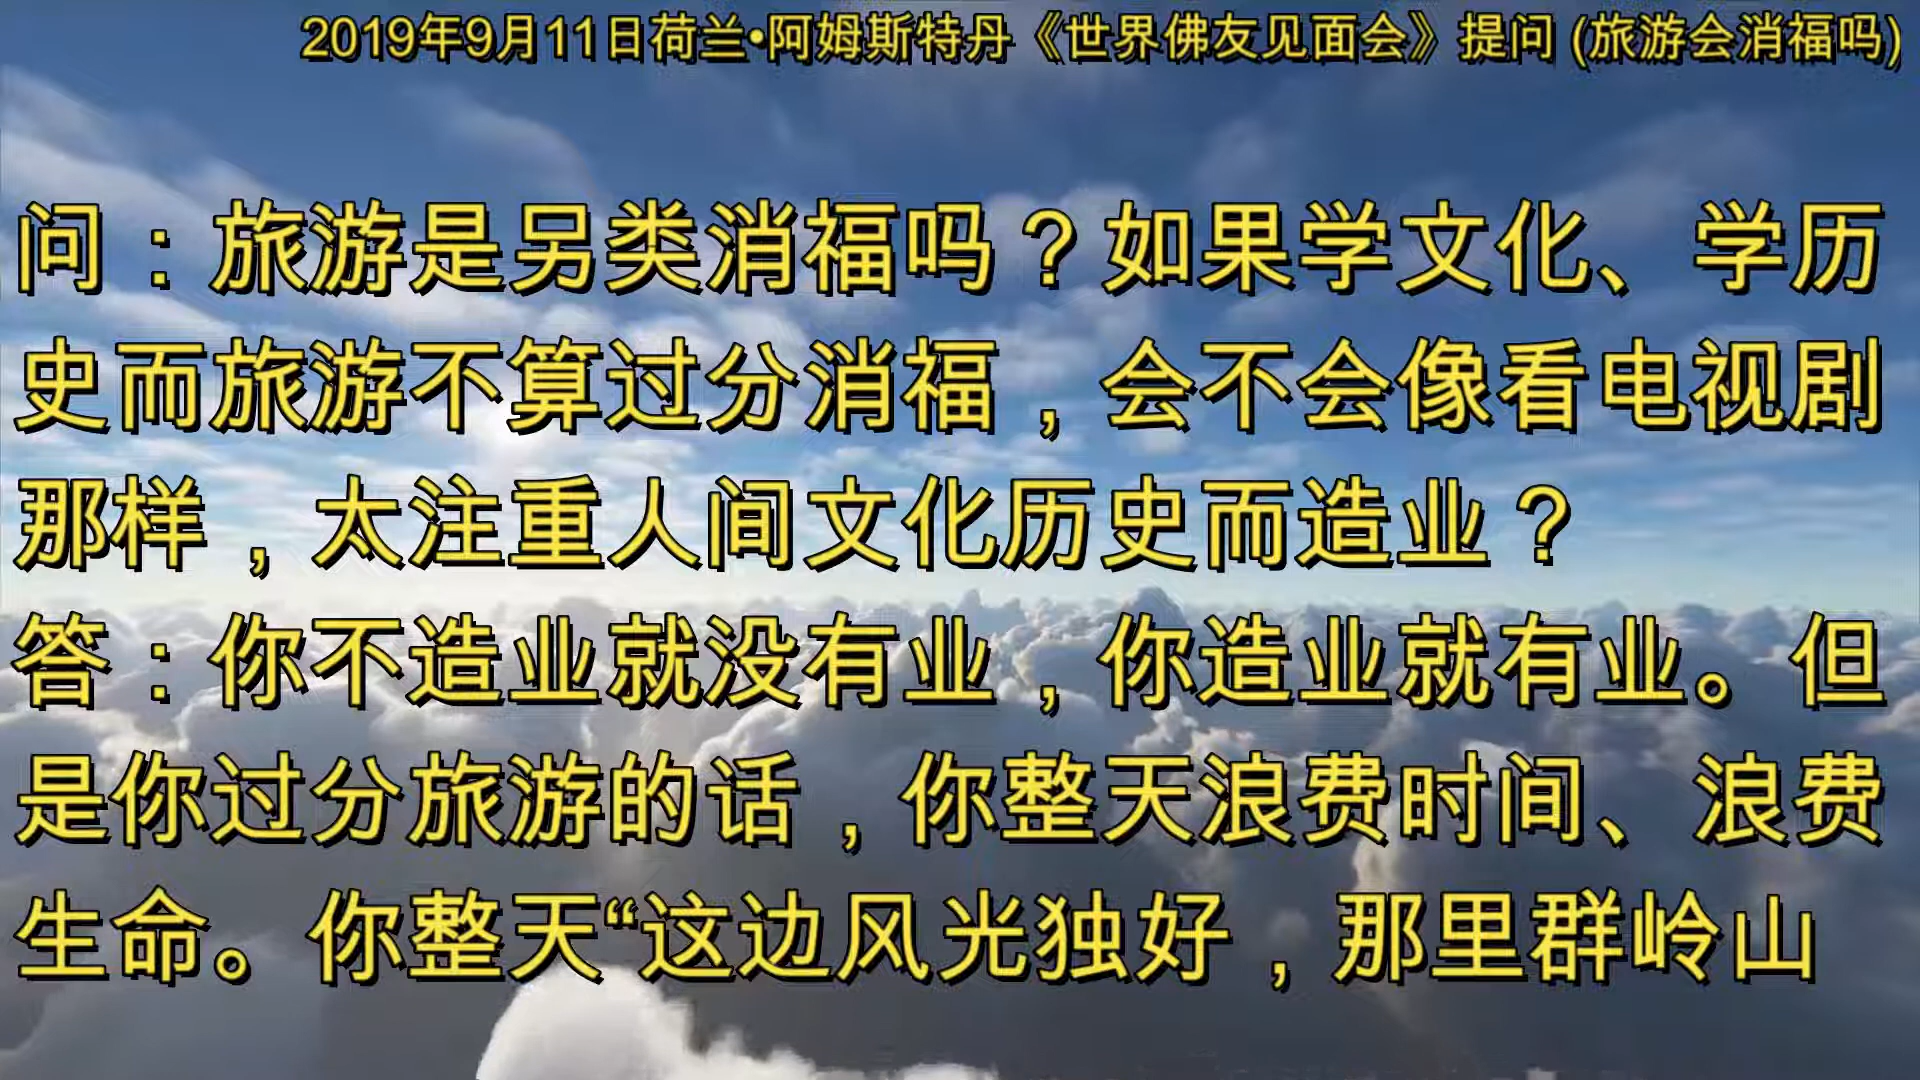 2019年9月11日荷兰•阿姆斯特丹《世界佛友见面会》提问 (旅游会消福吗)
问：旅游是另类消福吗？如果学文化、学历
史而旅游不算过分消福，会不会像看电视剧
那样，太注重人间文化历史而造业？
答：你不造业就没有业，你造业就有业。但
是你过分旅游的话，你整天浪费时间、浪费
生命。你整天“这边风光独好，那里群岭山